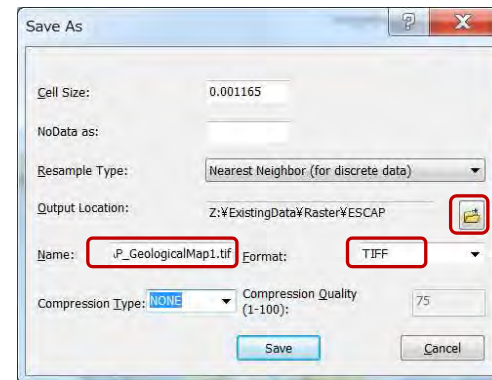 Save As
Cell Size: 0.001165
NoData as:
Resample Type: Nearest Neighbor (for discrete data)
Output Location: Z:¥ExistingData¥Raster¥ESCAP
Name: P_GeologicalMap1.tif Format: TIFF
Compression Type: NONE Compression Quality (1-100): 75
Save Cancel